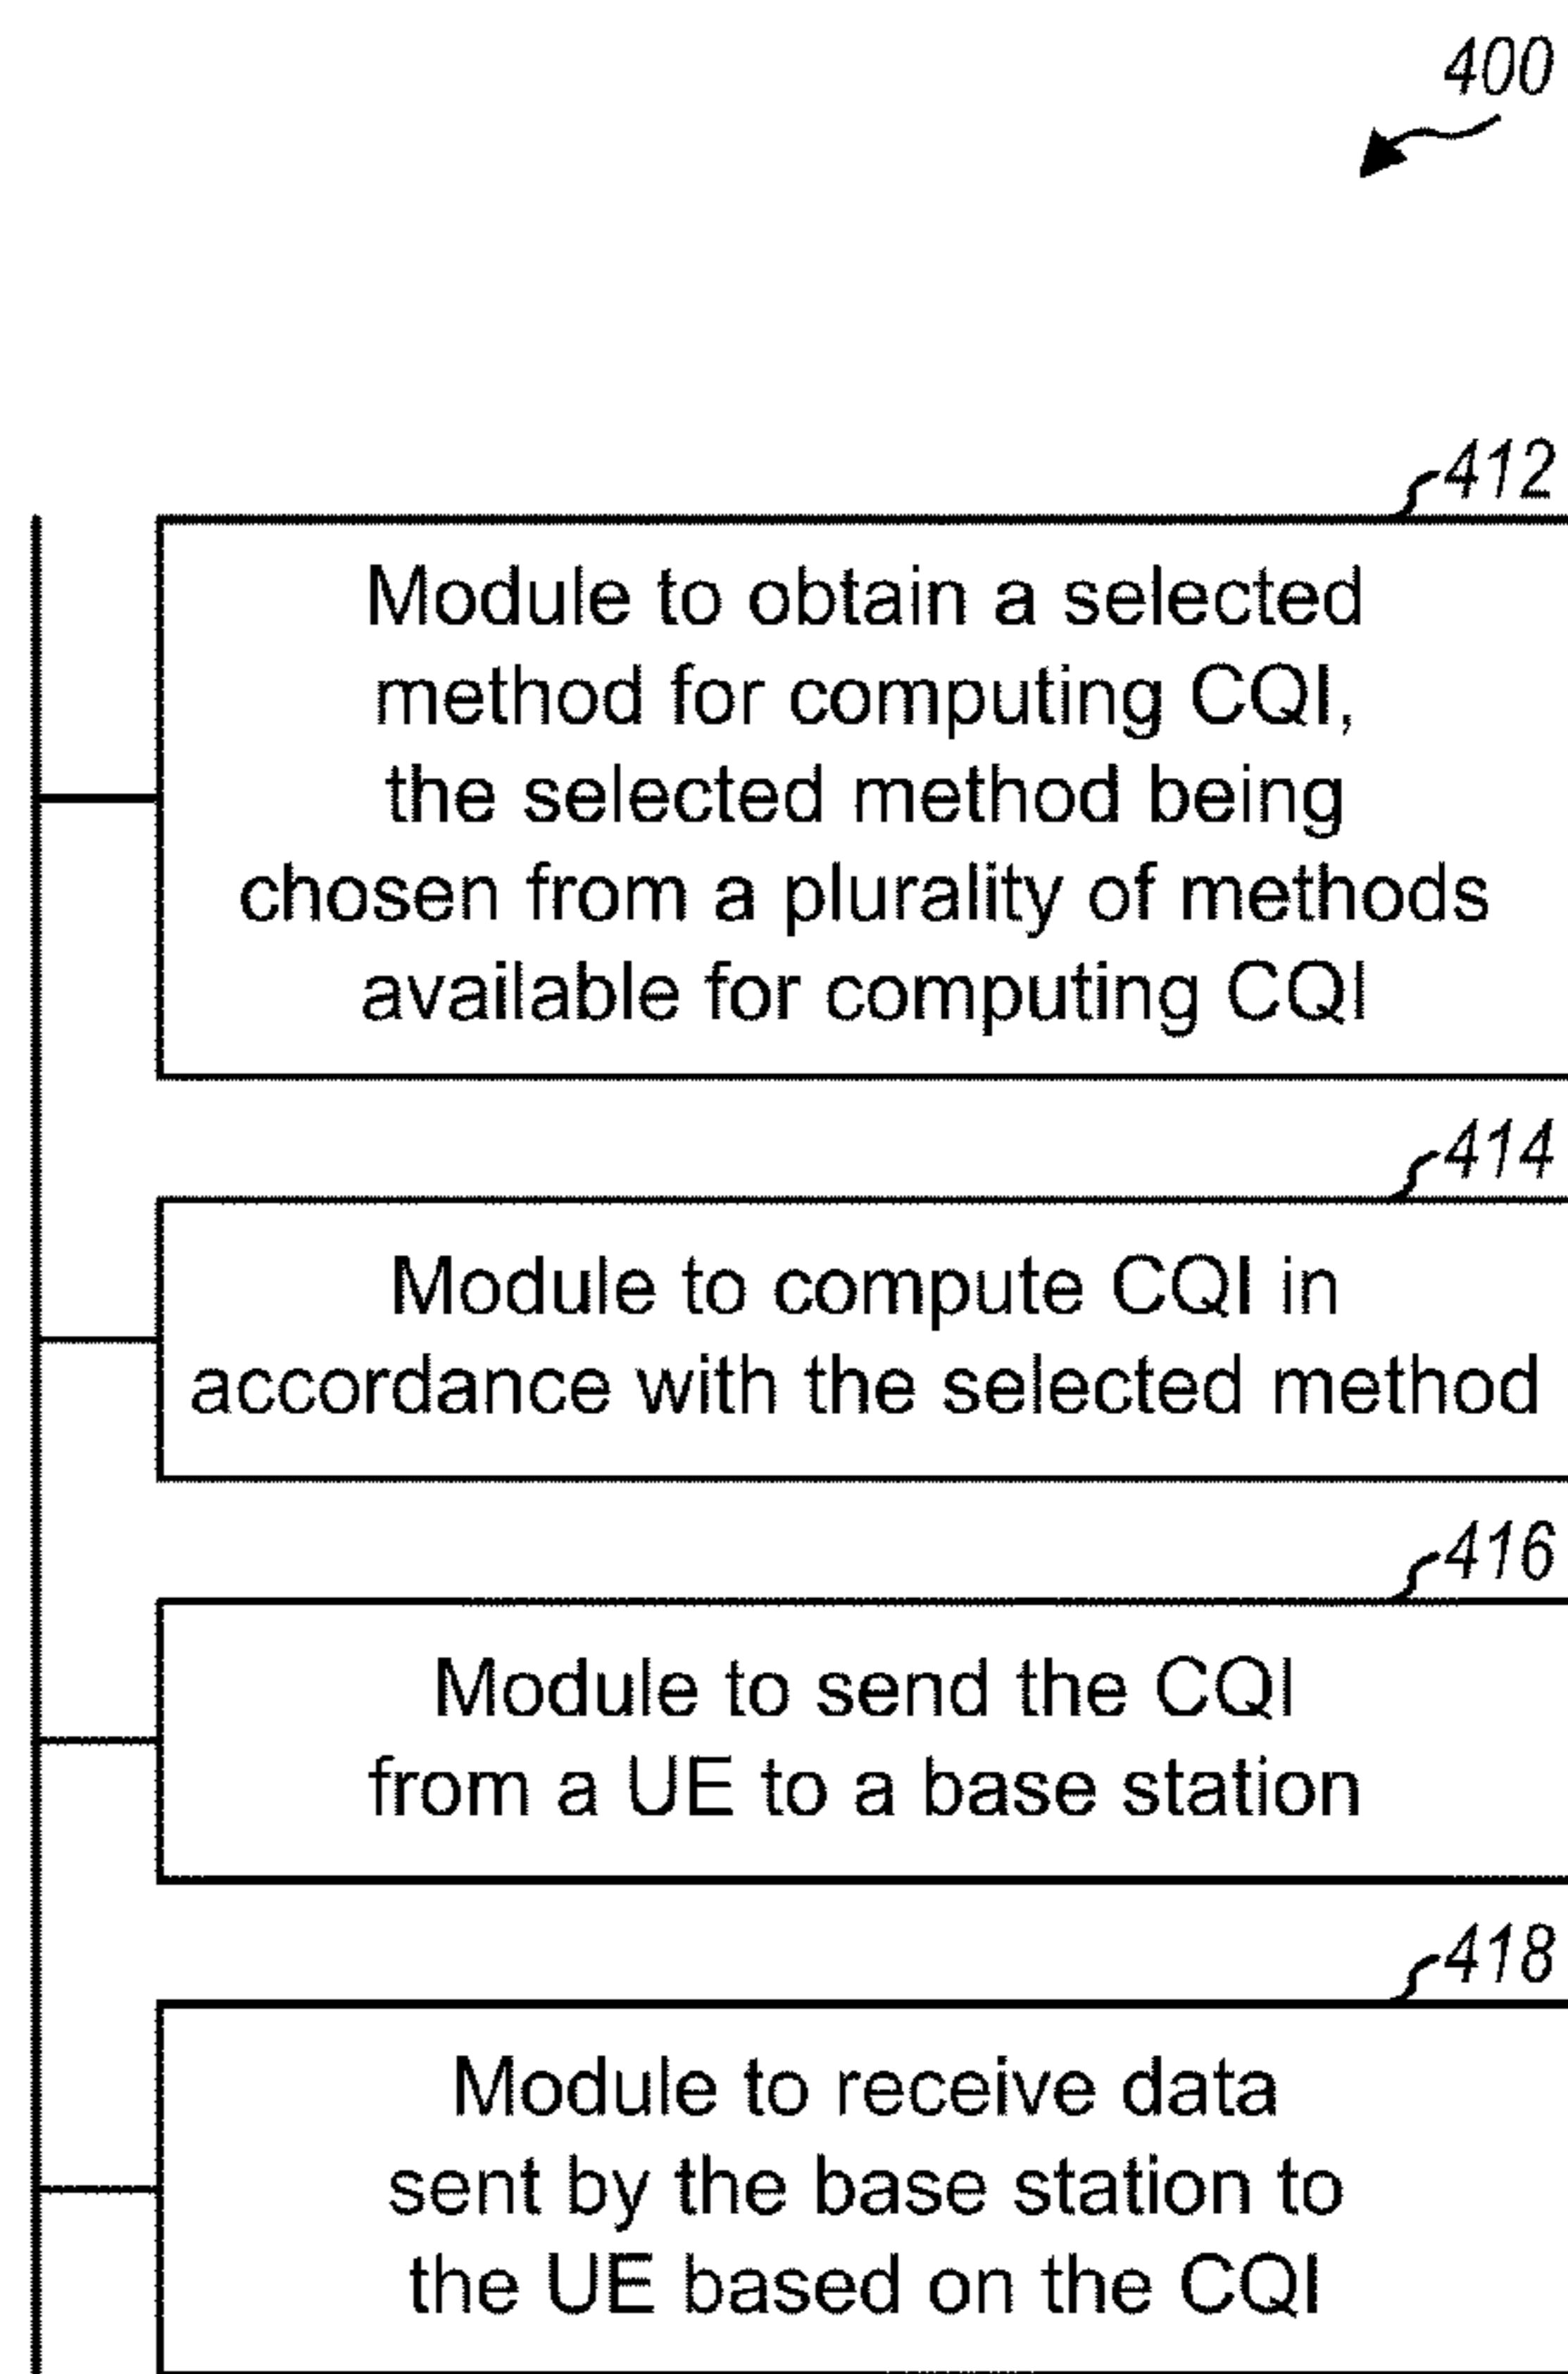 400
412
Module to obtain a selected
method for computing CQI,
the selected method being
chosen from a plurality of methods
available for computing CQI
414
Module to compute CQI in
accordance with the selected method
416
Module to send the CQI
from a UE to a base station
418
Module to receive data
sent by the base station to
the UE based on the CQI